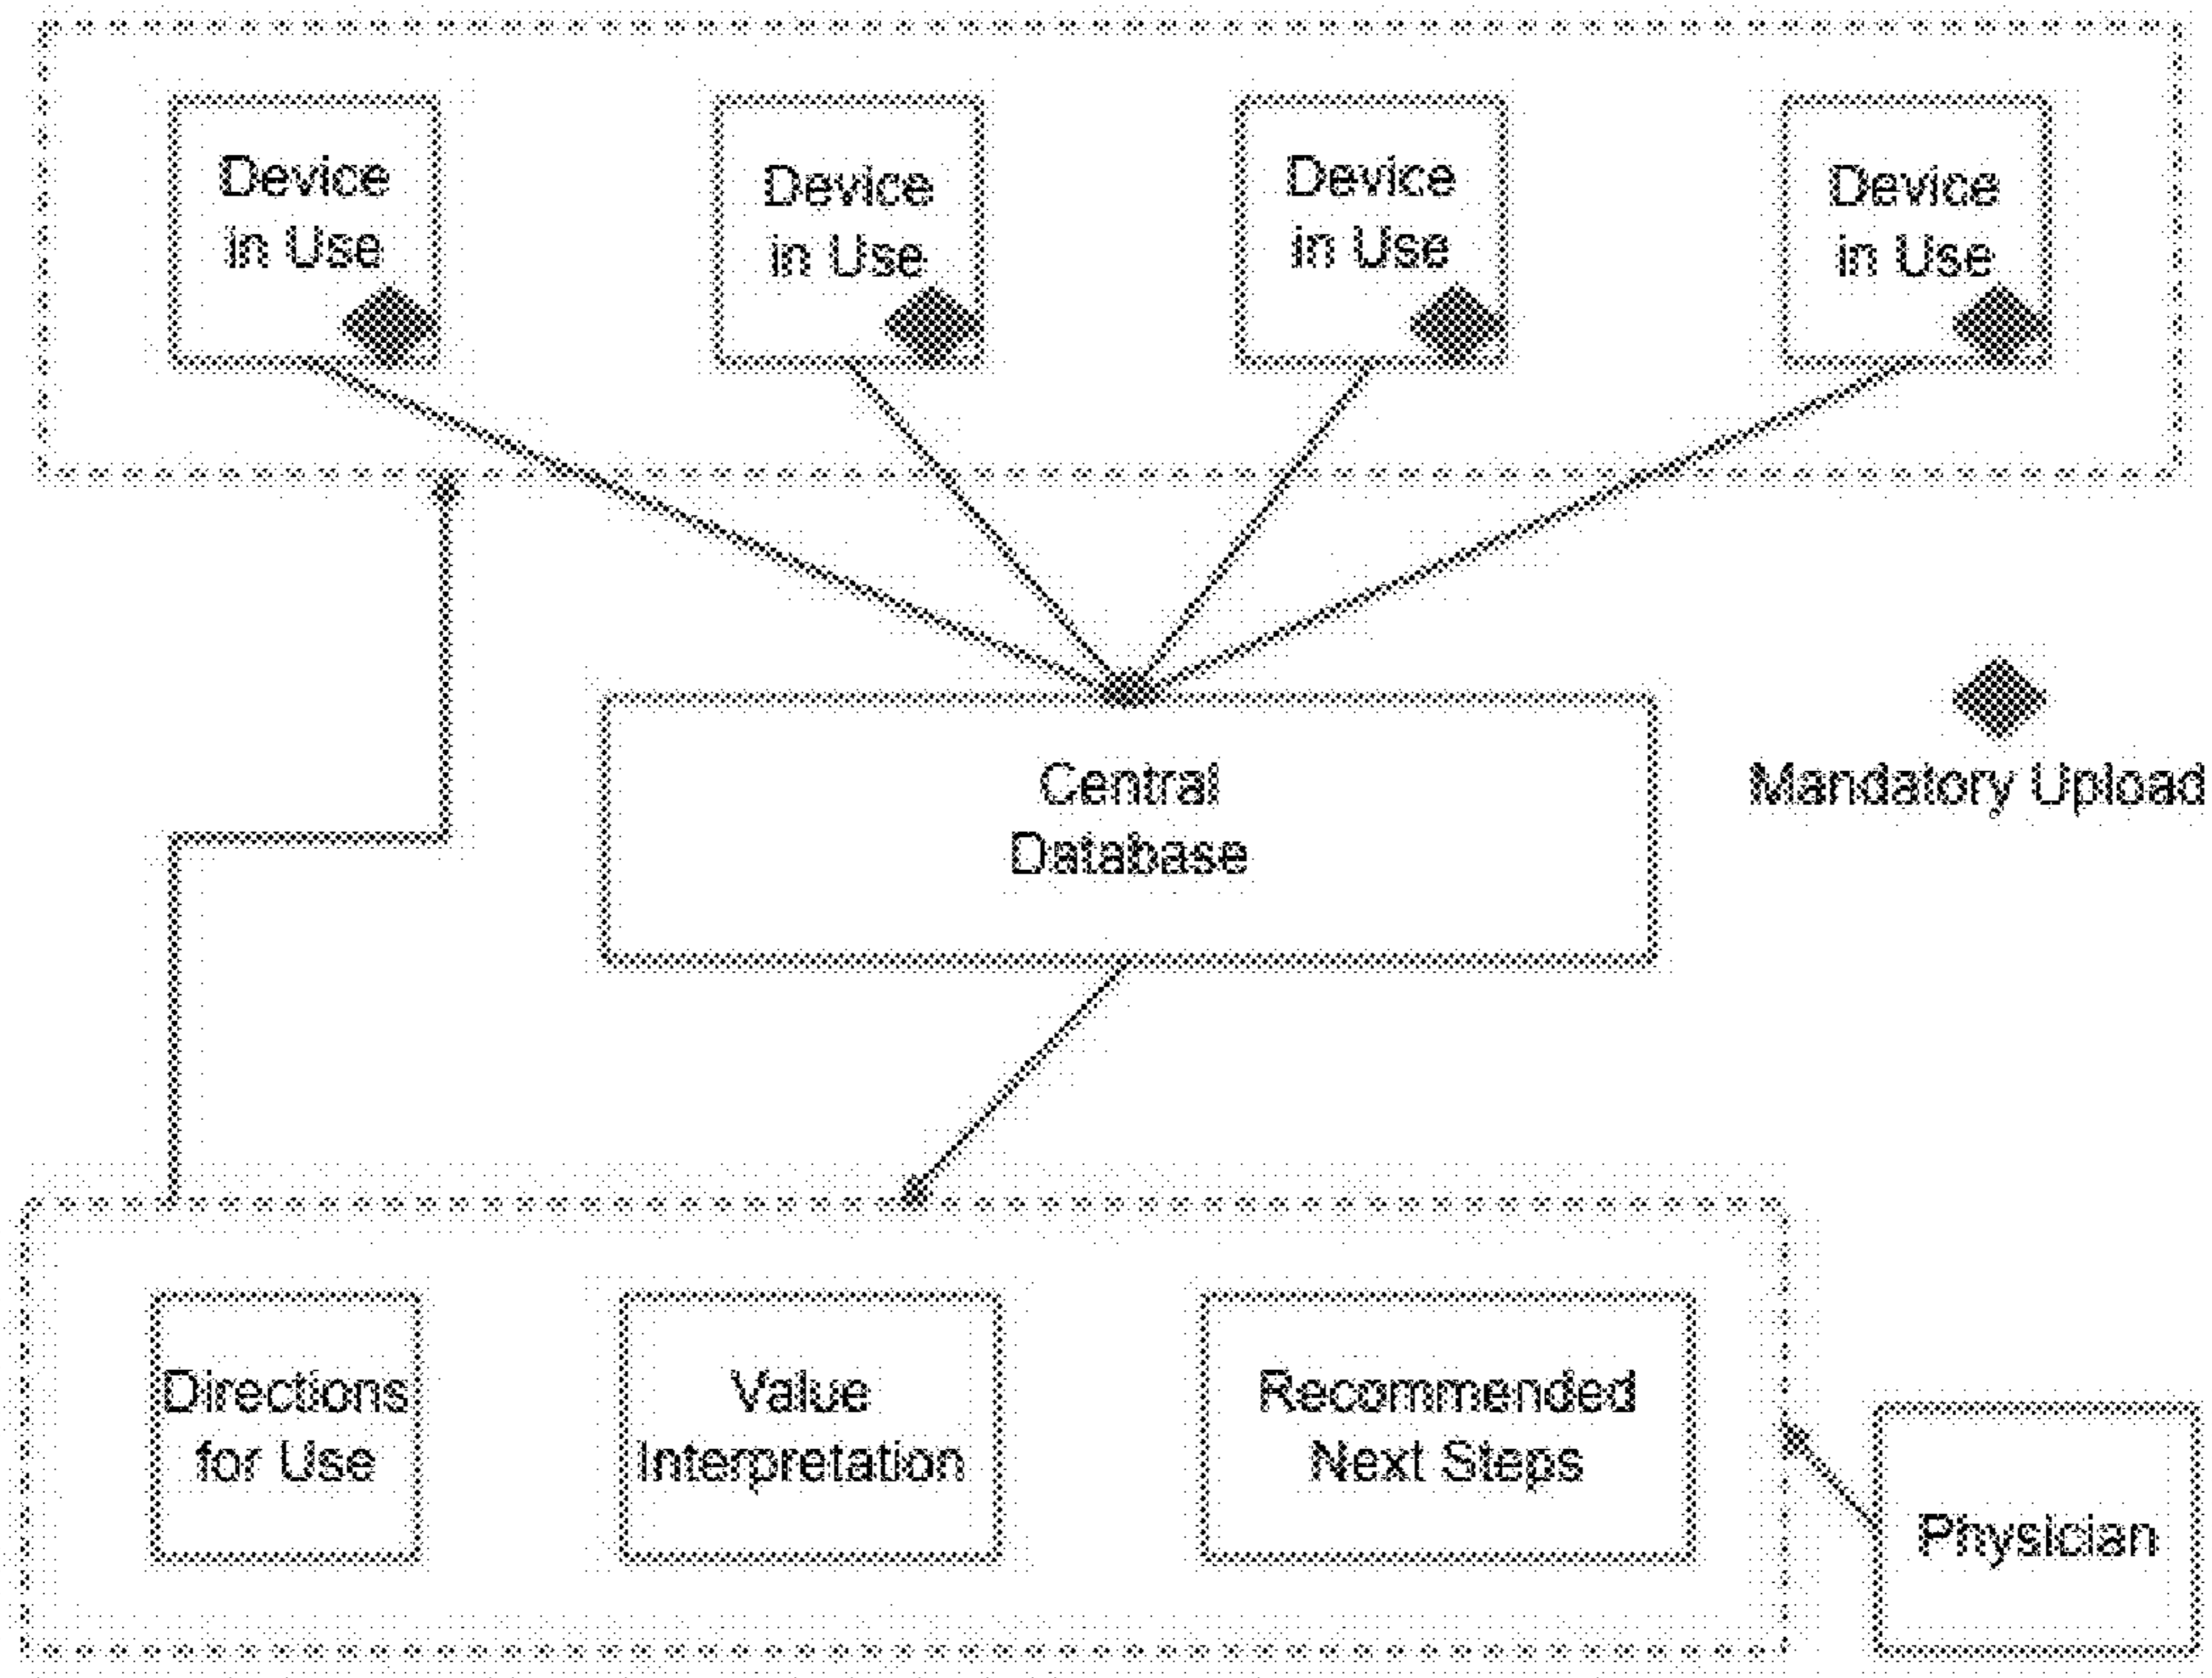 Device
in Use
Device
in Use
Device
in Use
Device
in Use
Central
Database
Mandatory Upload
Directions
for Use
Value
Interpretation
Recommended
Next Steps
Physician